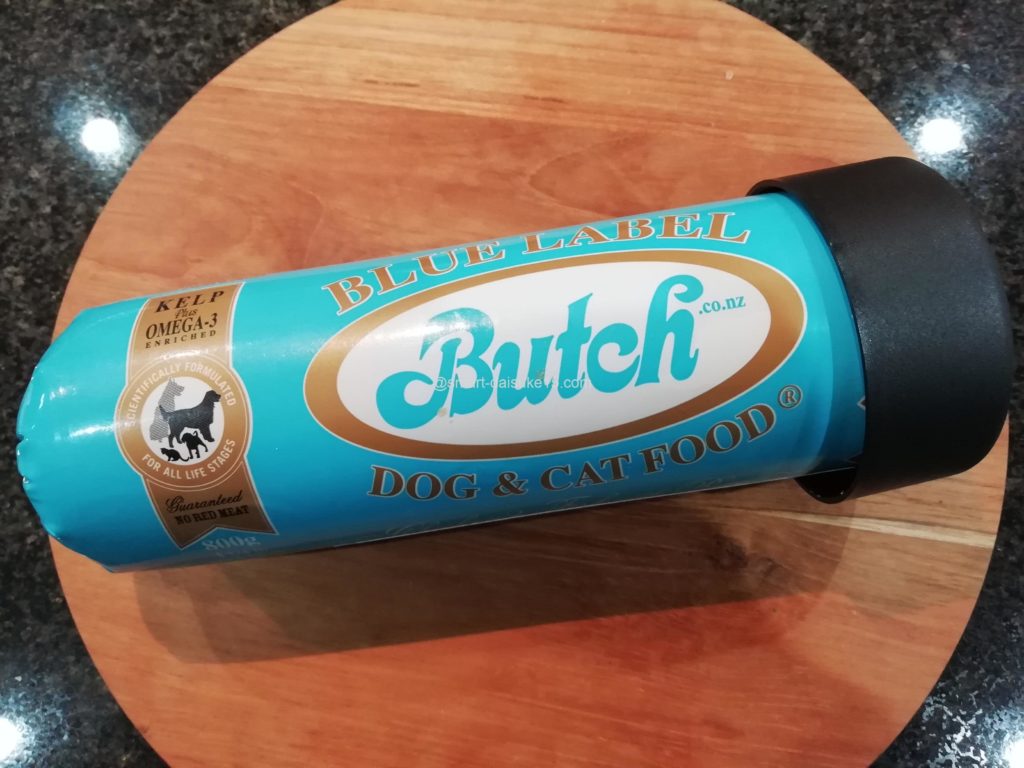 KELP
Plus
OMEGA-3
ENRICHED
SCIENTIFICALLY FORMULATED
FOR ALL LIFE STAGES
Guaranteed
NO RED MEAT
800g
BLUE LABEL
Butch
.co.nz
DOG & CAT FOOD®